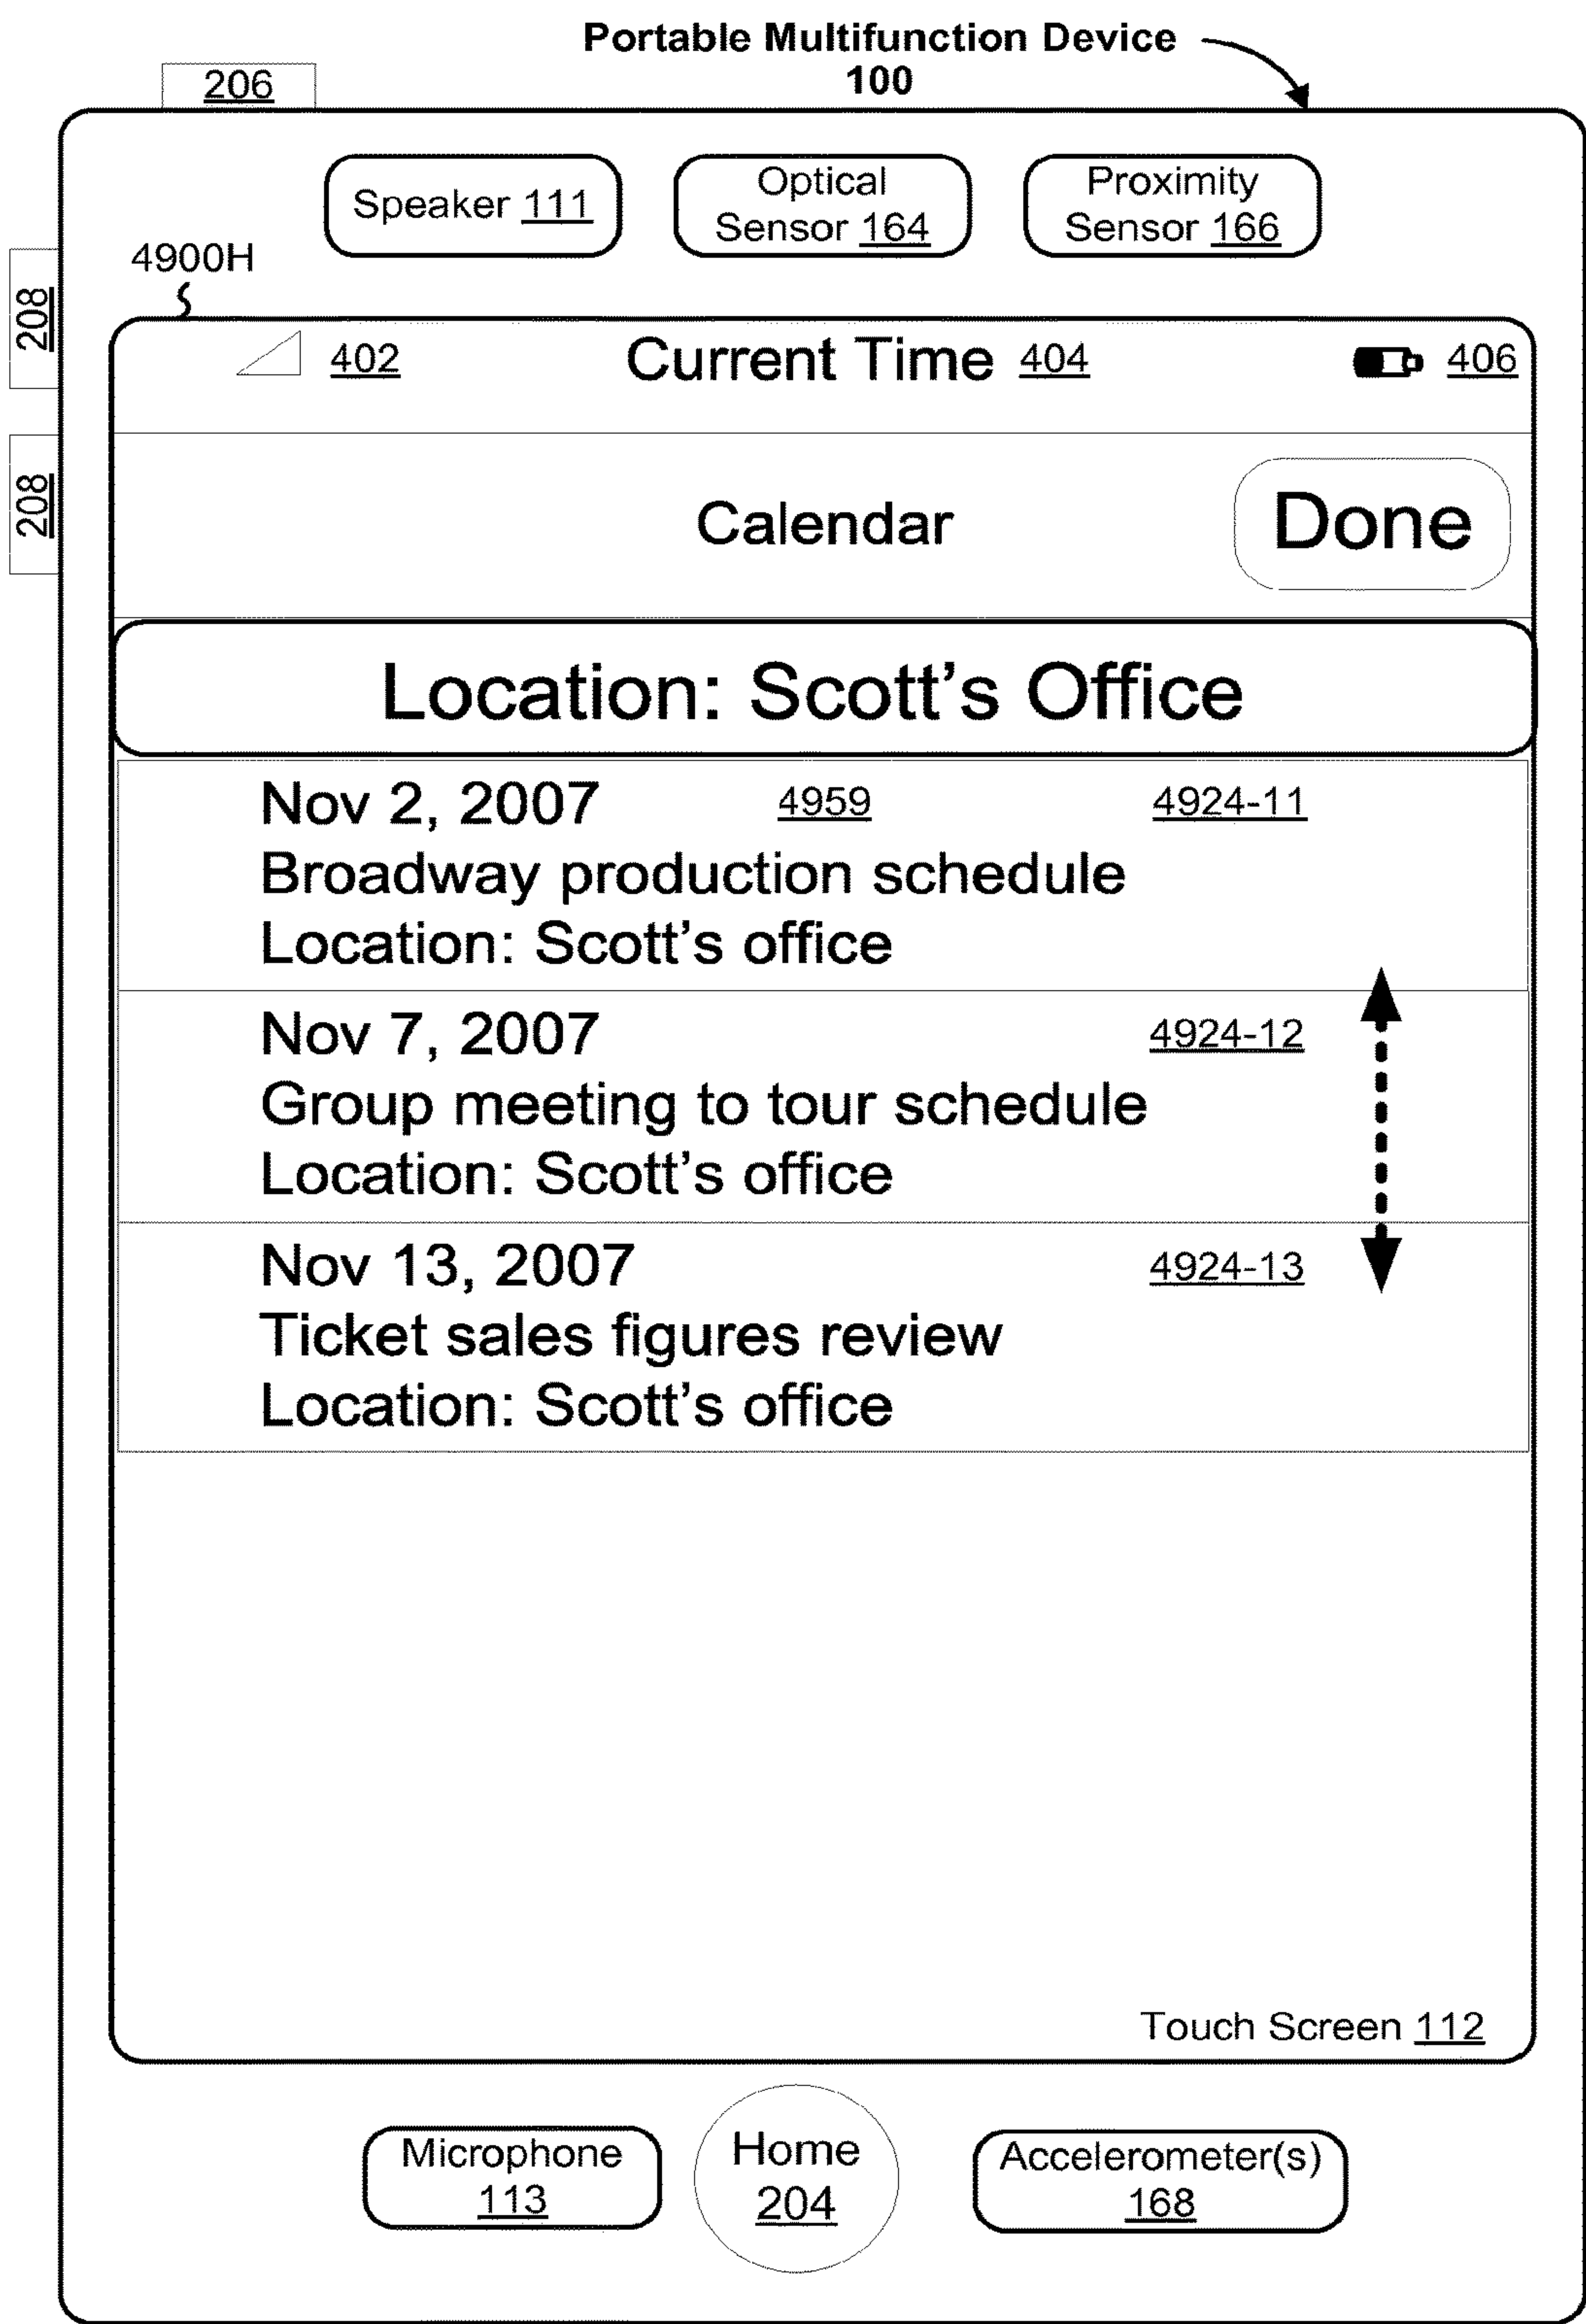 Portable Multifunction Device
100
206
Speaker 111
Optical
Sensor 164
Proximity
Sensor 166
4900H
208
208
402
Current Time 404
406
Calendar
Done
Location: Scott's Office
Nov 2, 2007 4959 4924-11
Broadway production schedule
Location: Scott's office
Nov 7, 2007 4924-12
Group meeting to tour schedule
Location: Scott's office
Nov 13, 2007 4924-13
Ticket sales figures review
Location: Scott's office
Touch Screen 112
Microphone
113
Home
204
Accelerometer(s)
168